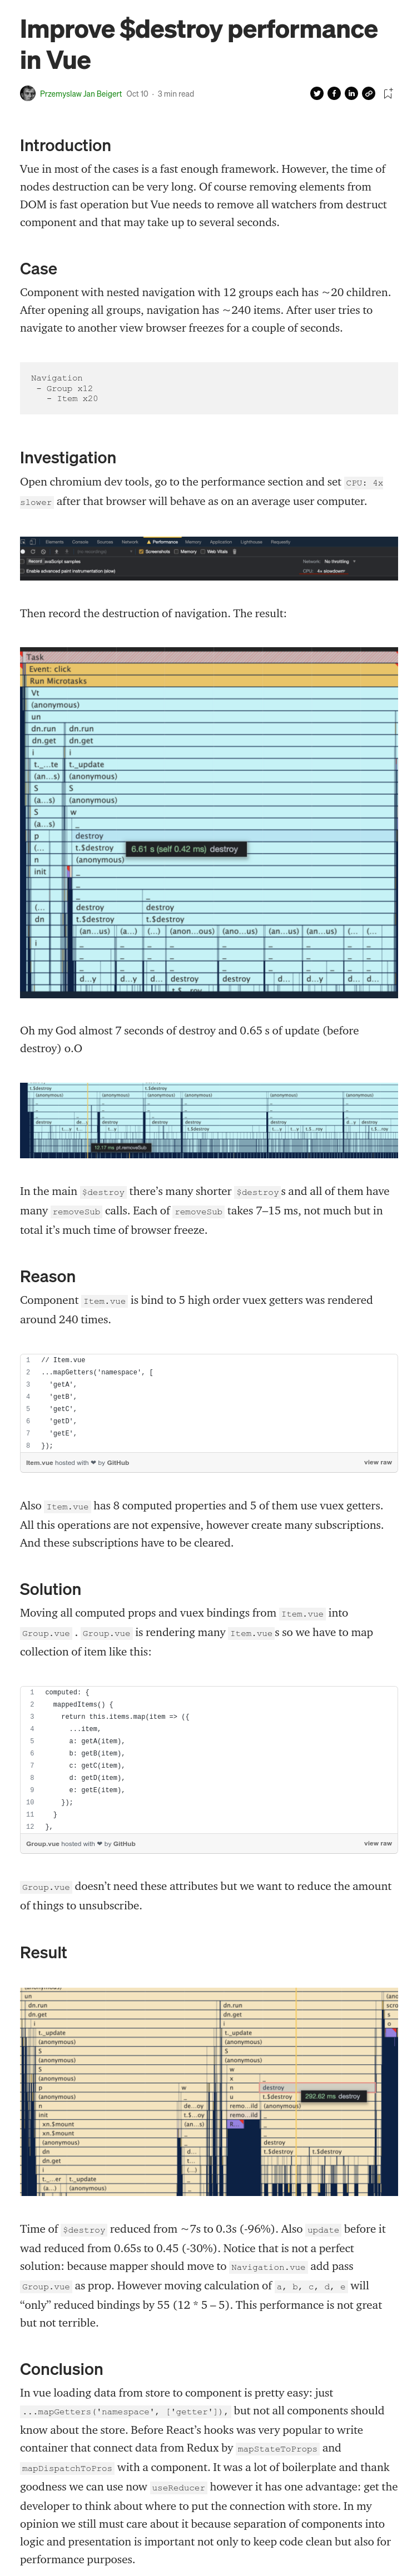 Improve $destroy performance
in Vue
Przemyslaw Jan Beigert Oct 10 · 3 min read
Introduction
Vue in most of the cases is a fast enough framework. However, the time of
nodes destruction can be very long. Of course removing elements from
DOM is fast operation but Vue needs to remove all watchers from destruct
component and that may take up to several seconds.
Case
Component with nested navigation with 12 groups each has ~20 children.
After opening all groups, navigation has ~240 items. After user tries to
navigate to another view browser freezes for a couple of seconds.
Navigation
- Group x12
- Item x20
Investigation
Open chromium dev tools, go to the performance section and set CPU: 4x
slower after that browser will behave as on an average user computer.
Elements Console Sources Network Performance Memory Application Lighthouse Requestly
Screenshots Memory Web Vitals
Record JavaScript samples Network: No throttling
Enable advanced paint instrumentation (slow) CPU: 4x slowdown
Then record the destruction of navigation. The result:
Task
Event: click
Run Microtasks
Vt
(anonymous)
un
dn.run dn.run
dn.get dn.get
i i
t._...te t._update
(an...s) (anonymous)
S S
(a...s) (anonymous)
S w
(a...s) _
p destroy
(... t.$destroy 6.61 s (self 0.42 ms) destroy
n (anonymous)
init _
_
_ _
(... destroy destroy
dn t.$destroy t.$destroy
(an...us) (a...) (...) (anon...ous) (ano...us) (an...us) (an...us) (... (...
i _ _ _ _ _ _ _ _
d...y d...y destroy destroy d... d...y d...
Oh my God almost 7 seconds of destroy and 0.65 s of update (before
destroy) o.O
t.$destroy t.$destroy
(anonymous) (anonymous) (anonymous) (anonymous) (anonymous)
12.17 ms pt.removeSub
In the main $destroy there’s many shorter $destroy s and all of them have
many removeSub calls. Each of removeSub takes 7–15 ms, not much but in
total it’s much time of browser freeze.
Reason
Component Item.vue is bind to 5 high order vuex getters was rendered
around 240 times.
1 // Item.vue
2 ...mapGetters('namespace', [
3 'getA',
4 'getB',
5 'getC',
6 'getD',
7 'getE',
8 });
Item.vue hosted with ❤ by GitHub view raw
Also Item.vue has 8 computed properties and 5 of them use vuex getters.
All this operations are not expensive, however create many subscriptions.
And these subscriptions have to be cleared.
Solution
Moving all computed props and vuex bindings from Item.vue into
Group.vue . Group.vue is rendering many Item.vue s so we have to map
collection of item like this:
1 computed: {
2 mappedItems() {
3 return this.items.map(item => ({
4 ...item,
5 a: getA(item),
6 b: getB(item),
7 c: getC(item),
8 d: getD(item),
9 e: getE(item),
10 });
11 }
12 },
Group.vue hosted with ❤ by GitHub view raw
Group.vue doesn’t need these attributes but we want to reduce the amount
of things to unsubscribe.
Result
un
dn.run dn.run
dn.get dn.get
i i
t._update t._update
(anonymous) (anonymous)
S S
(anonymous) (anonymous)
S w
(anonymous) x _
p w n destroy
_ _ u t.$destroy 292.62 ms destroy
n de...oy remo...ild (anonymous)
init t.$...oy remo...ild _
xn.$mount (an...s) R... _
(anonymous) _ _
xn.$mount _ _
(anonymous) _ destroy destroy
dn d... t.$destroy t.$destroy
dn.get t...
i (...)
t._...er t._update _
(a...) (anonymous) d...
Time of $destroy reduced from ~7s to 0.3s (-96%). Also update before it
wad reduced from 0.65s to 0.45 (-30%). Notice that is not a perfect
solution: because mapper should move to Navigation.vue add pass
Group.vue as prop. However moving calculation of a, b, c, d, e will
“only” reduced bindings by 55 (12 * 5 – 5). This performance is not great
but not terrible.
Conclusion
In vue loading data from store to component is pretty easy: just
...mapGetters('namespace', ['getter']), but not all components should
know about the store. Before React’s hooks was very popular to write
container that connect data from Redux by mapStateToProps and
mapDispatchToPros with a component. It was a lot of boilerplate and thank
goodness we can use now useReducer however it has one advantage: get the
developer to think about where to put the connection with store. In my
opinion we still must care about it because separation of components into
logic and presentation is important not only to keep code clean but also for
performance purposes.